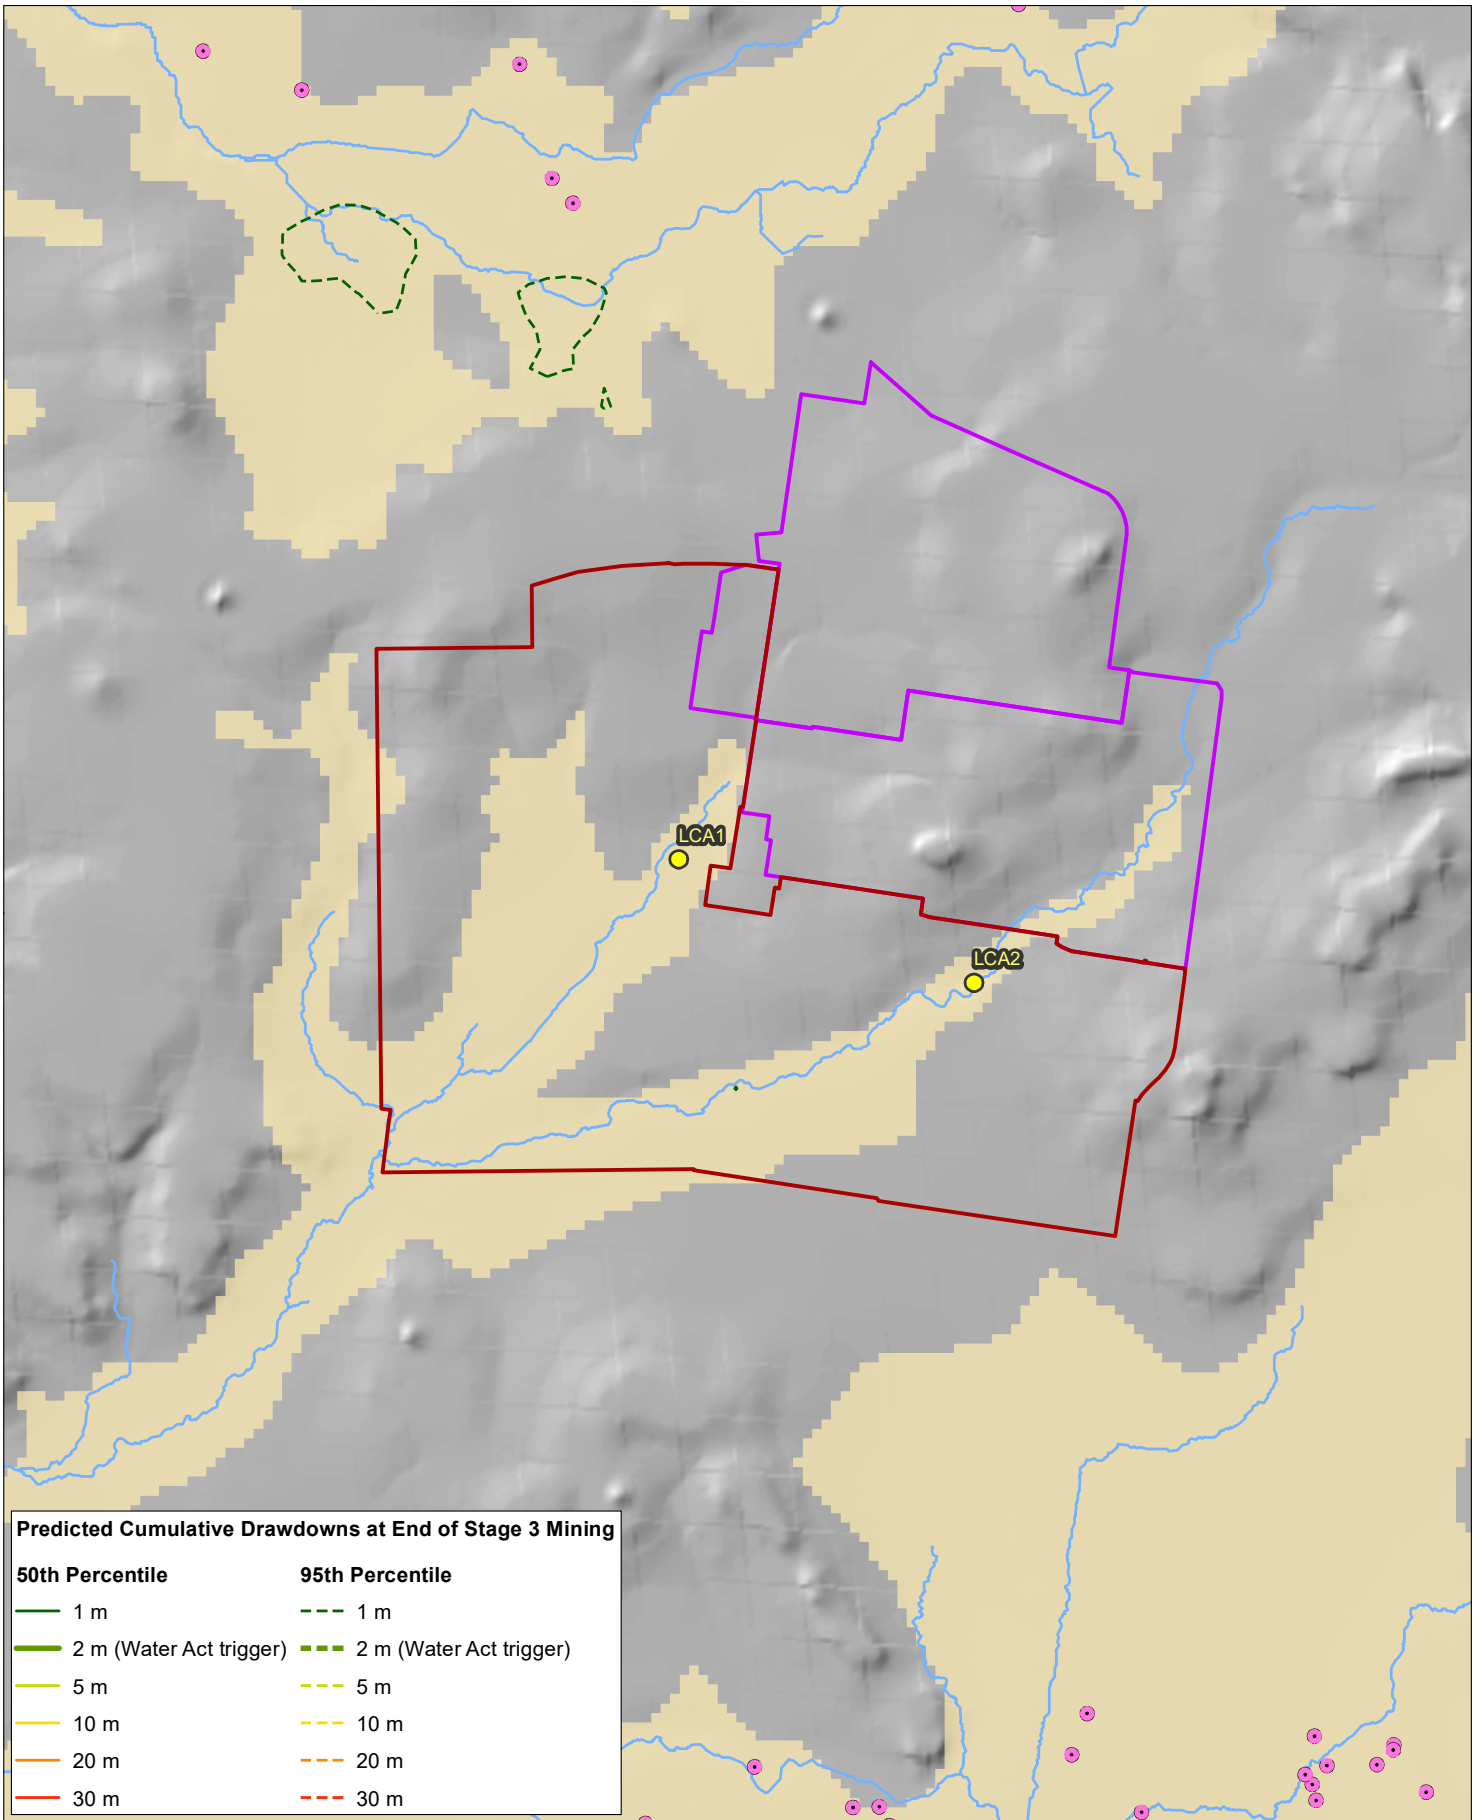 LCA1
LCA2
Predicted Cumulative Drawdowns at End of Stage 3 Mining
50th Percentile 95th Percentile
1 m 1 m
2 m (Water Act trigger) 2 m (Water Act trigger)
5 m 5 m
10 m 10 m
20 m 20 m
30 m 30 m